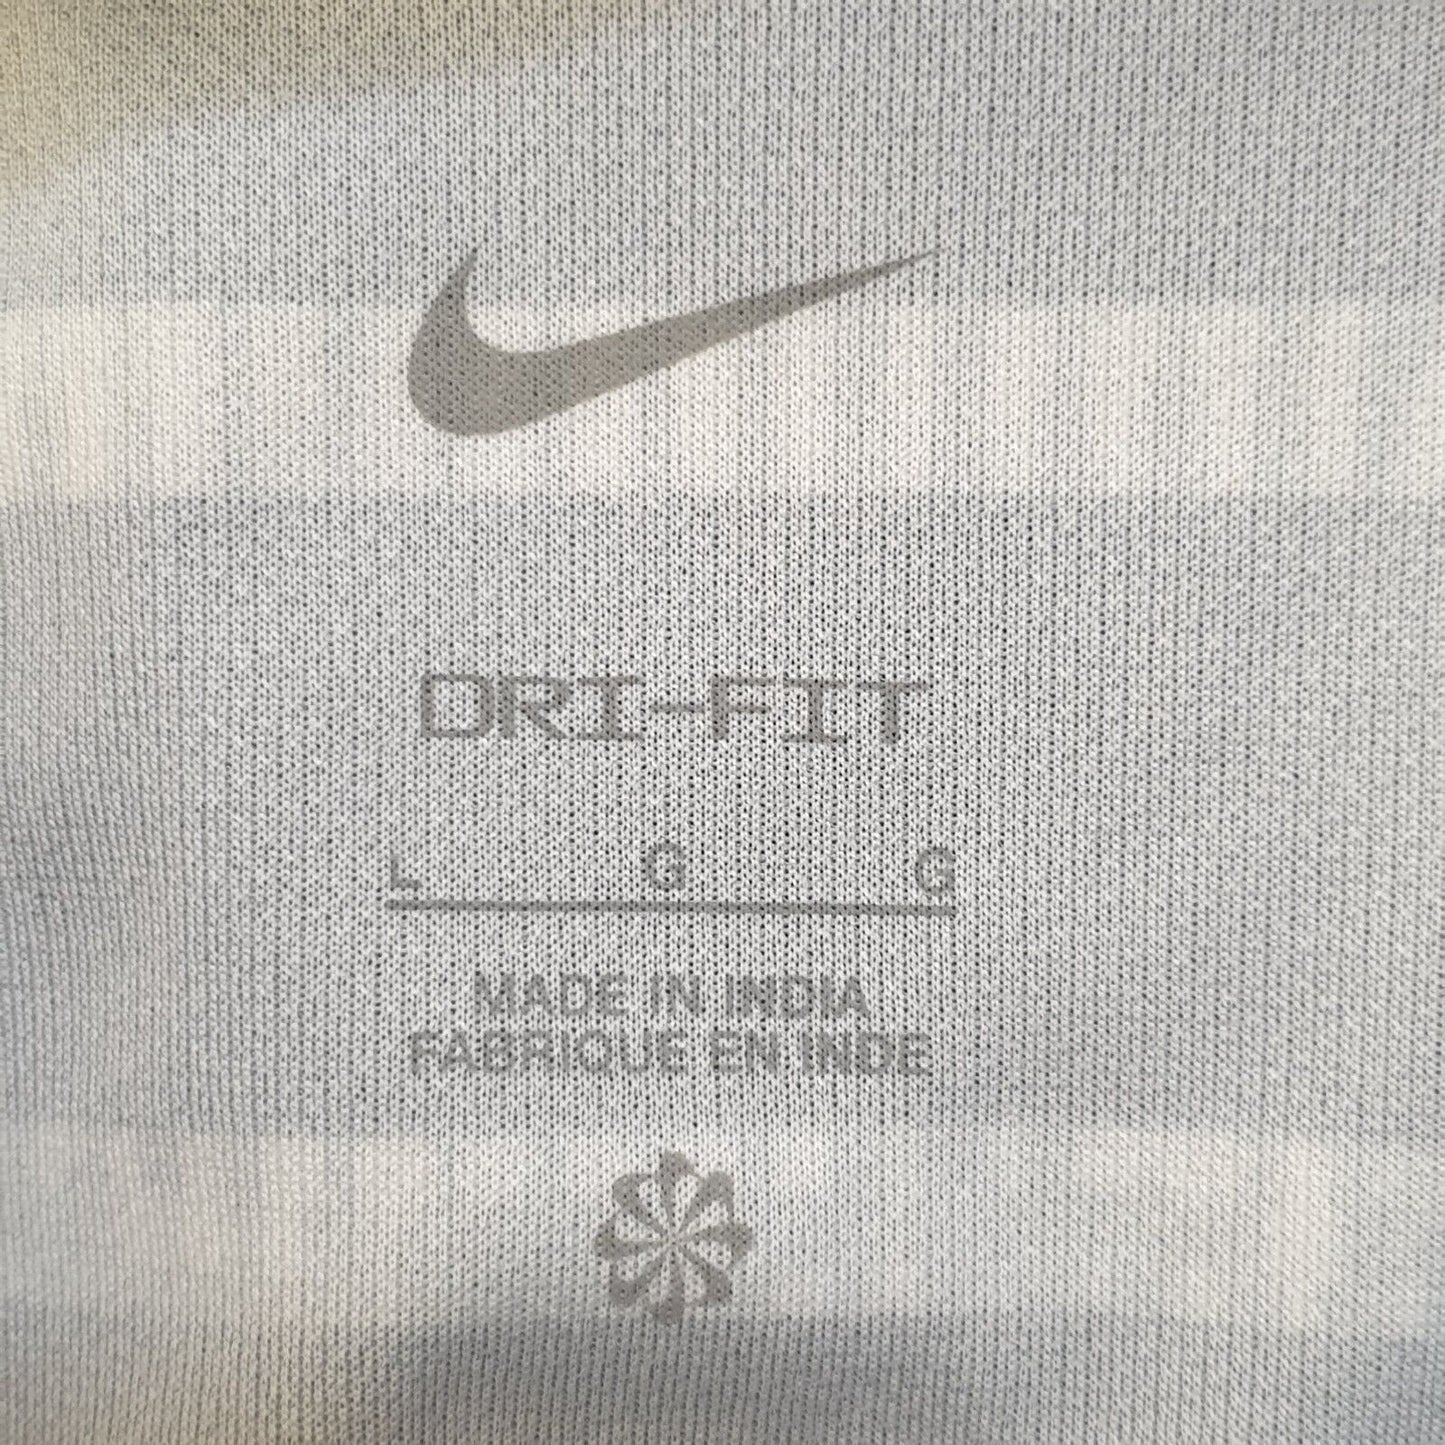 DRI-FIT
L G G
MADE IN INDIA
FABRIQUE EN INDE